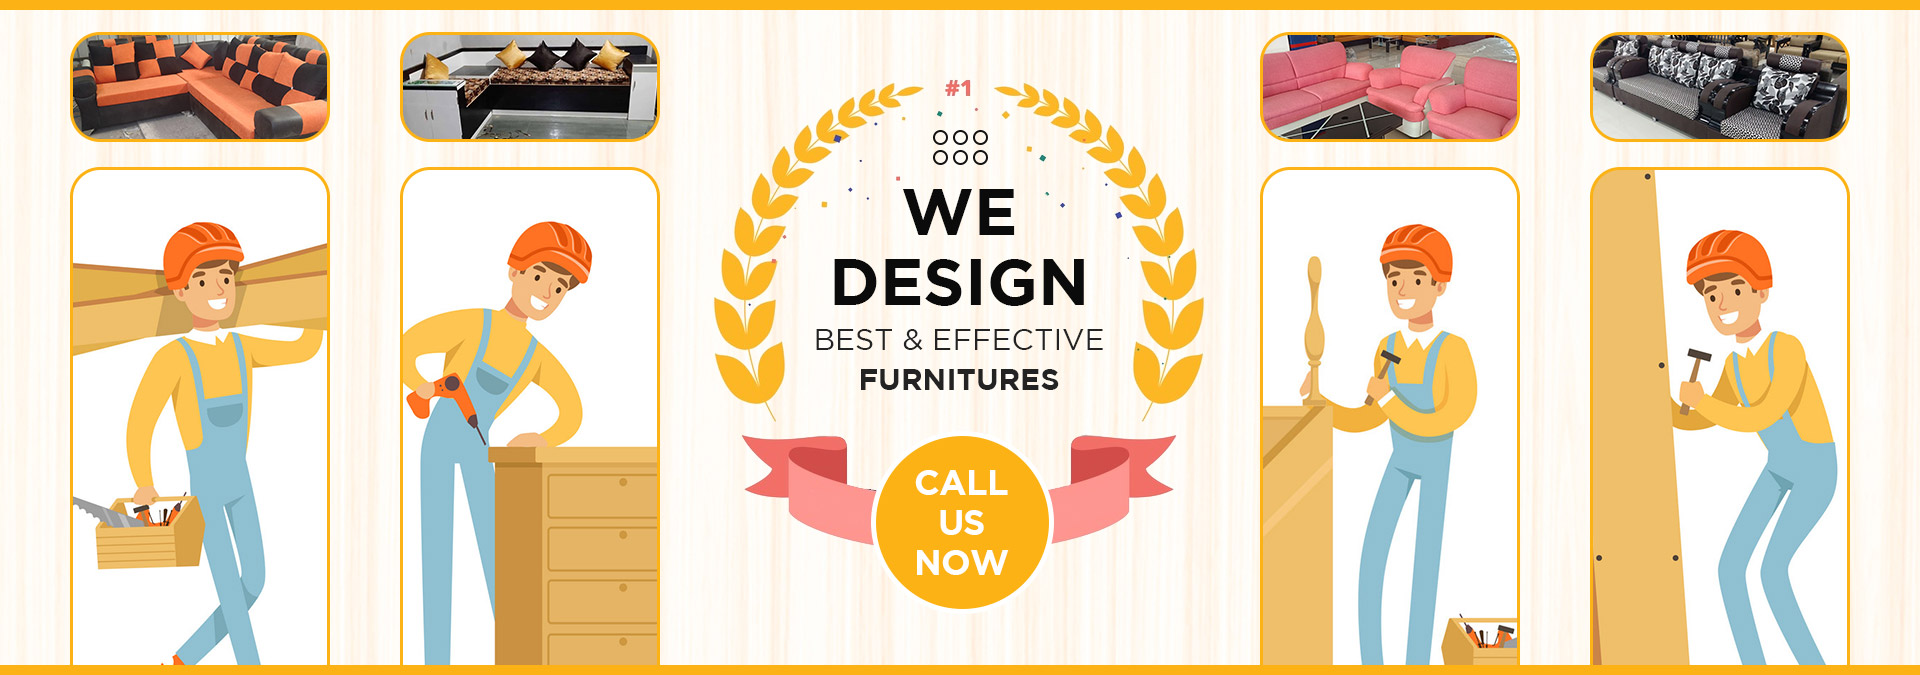 #1
WE
DESIGN
BEST & EFFECTIVE
FURNITURES
CALL
US
NOW